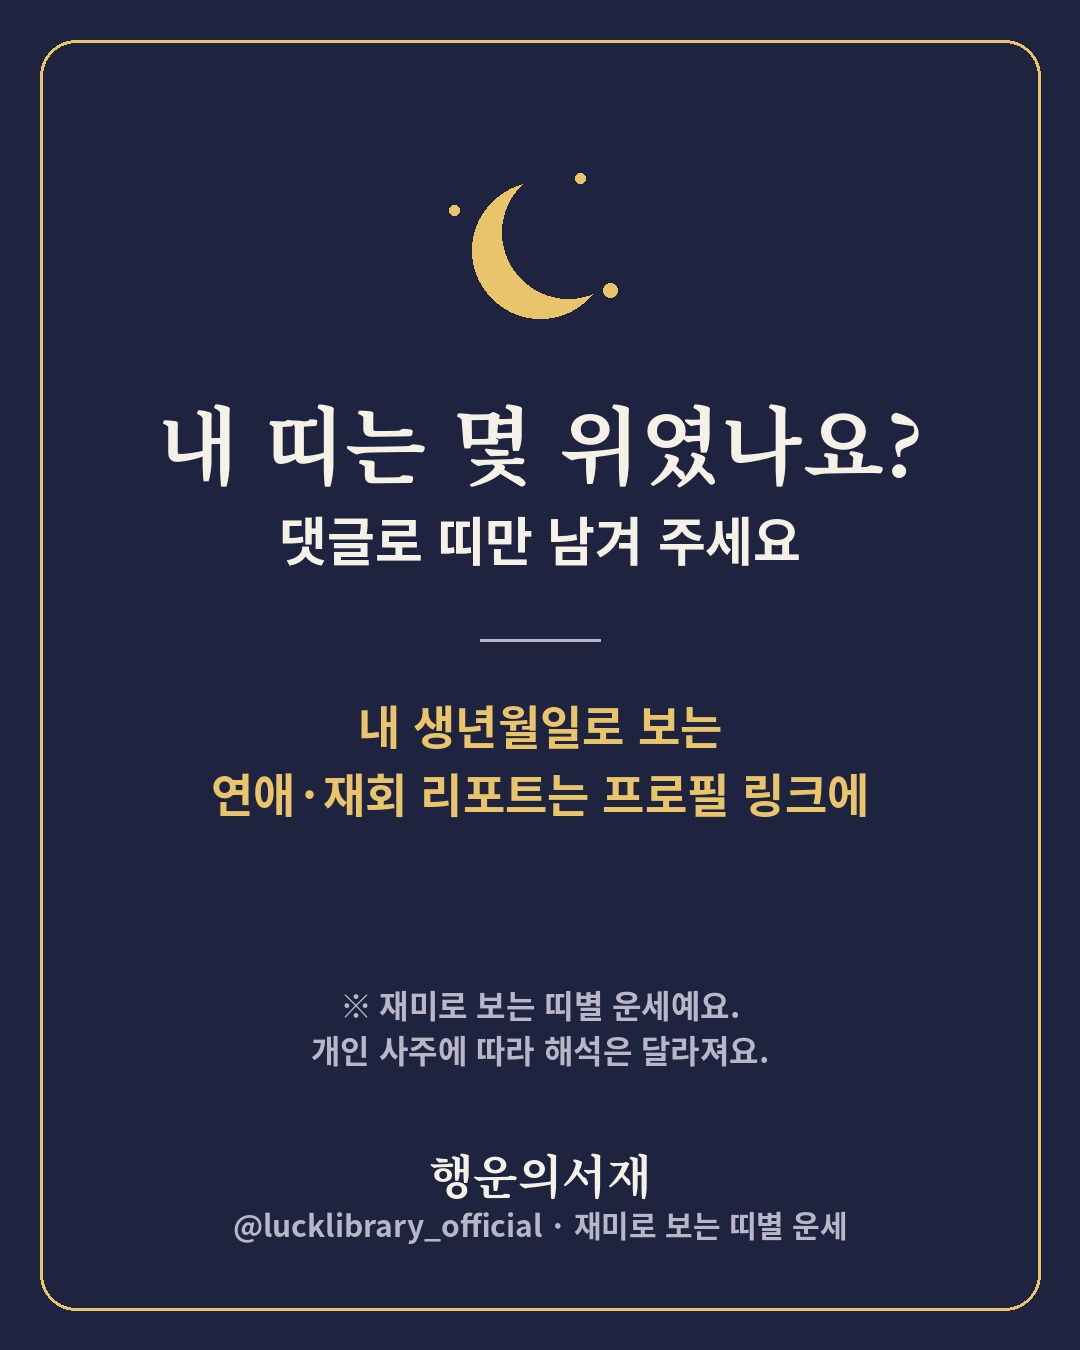 내 띠는 몇 위였나요?
댓글로 띠만 남겨 주세요
내 생년월일로 보는
연애·재회 리포트는 프로필 링크에
※ 재미로 보는 띠별 운세예요.
개인 사주에 따라 해석은 달라져요.
행운의서재
@lucklibrary_official · 재미로 보는 띠별 운세